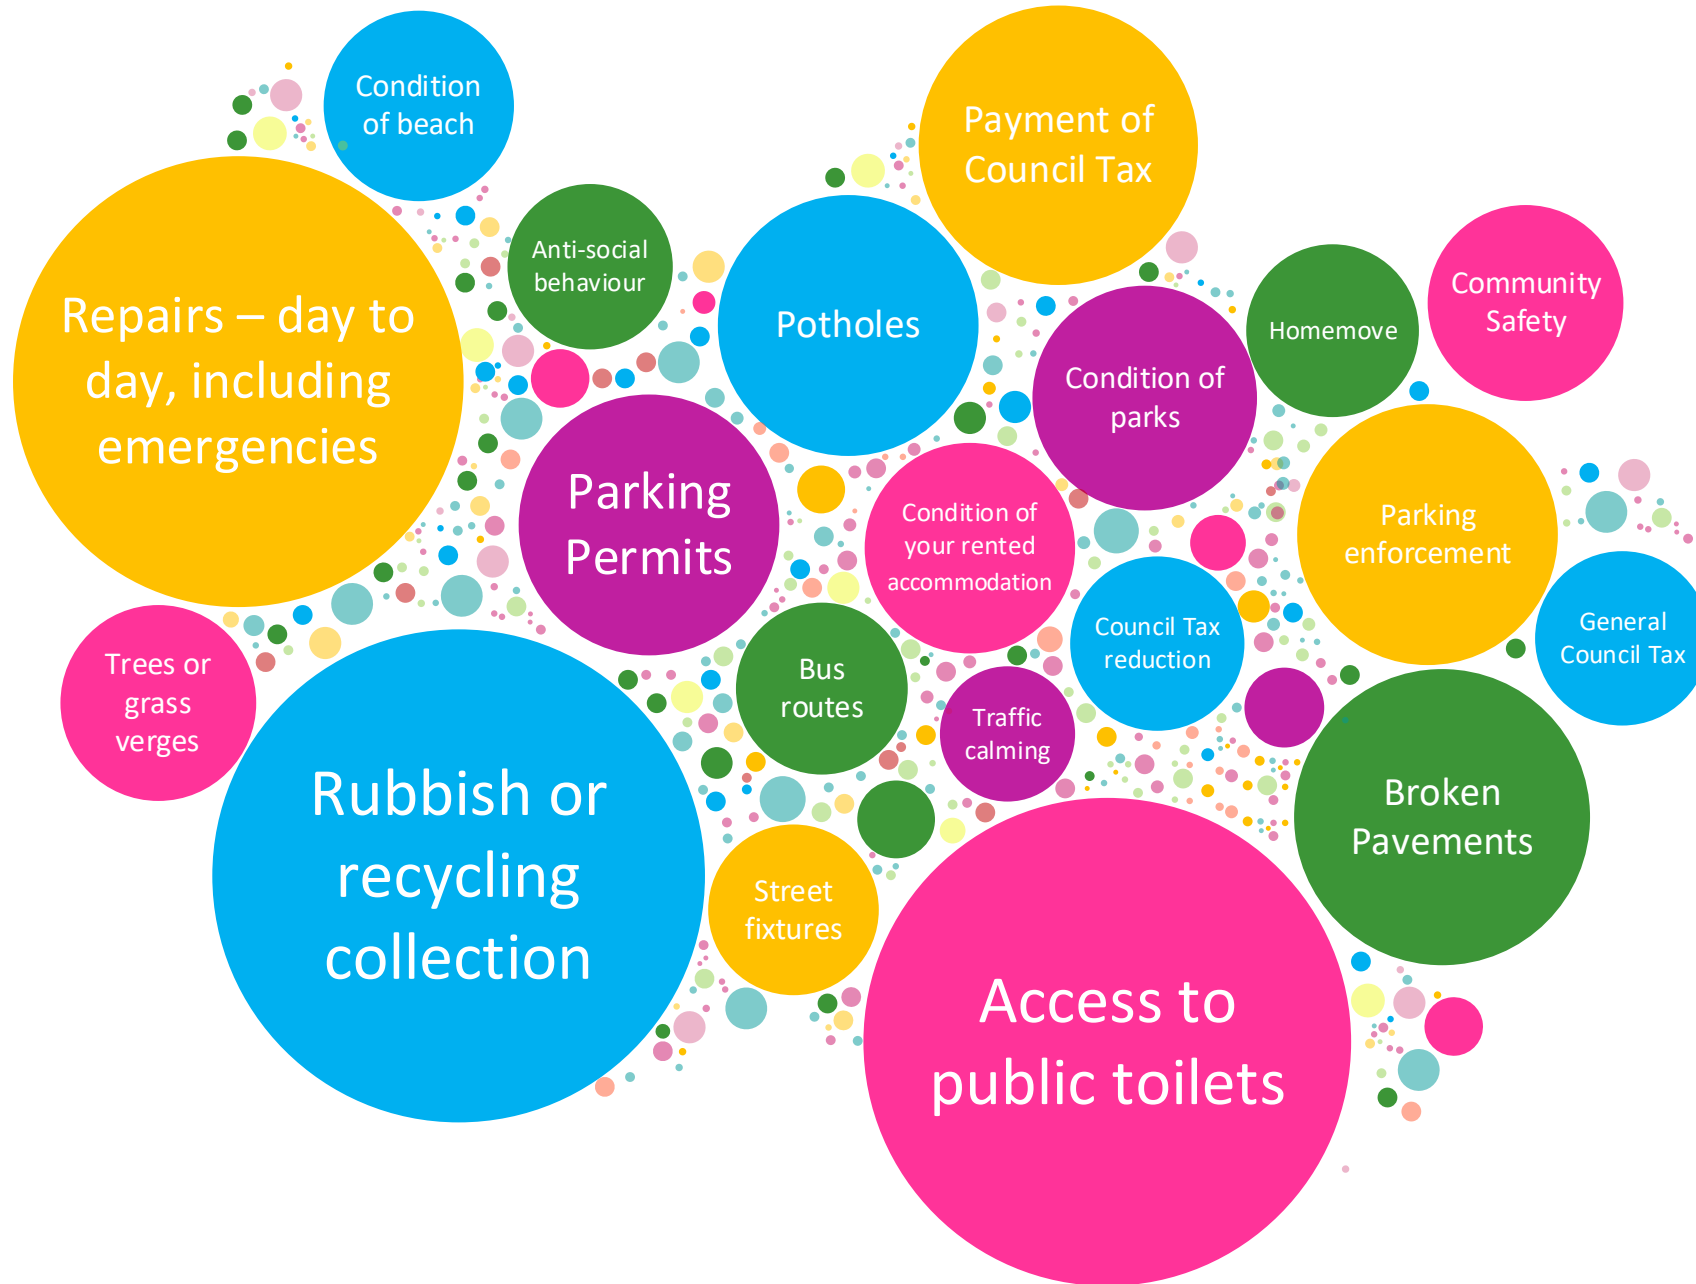 Condition
of beach
Payment of
Council Tax
Anti-social
behaviour
Repairs – day to
day, including
emergencies
Potholes
Homemove
Community
Safety
Condition of
parks
Parking
Permits
Condition of
your rented
accommodation
Parking
enforcement
Trees or
grass
verges
Bus
routes
Council Tax
reduction
General
Council Tax
Traffic
calming
Rubbish or
recycling
collection
Broken
Pavements
Street
fixtures
Access to
public toilets